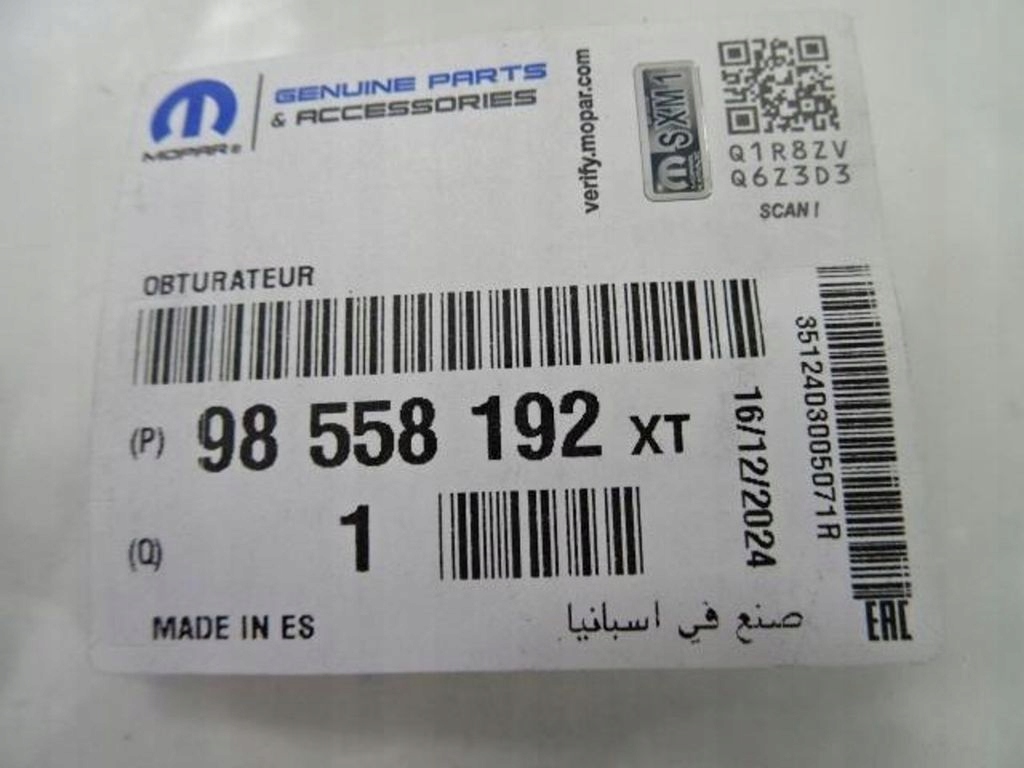 MOPAR®
GENUINE PARTS
& ACCESSORIES
verify.mopar.com
SXM11
Q1R8ZV
Q6Z3D3
SCAN!
OBTURATEUR
(P) 98 558 192 XT
(Q) 1
16/12/2024
3512403005071R
MADE IN ES
صنع في اسبانيا
EAC